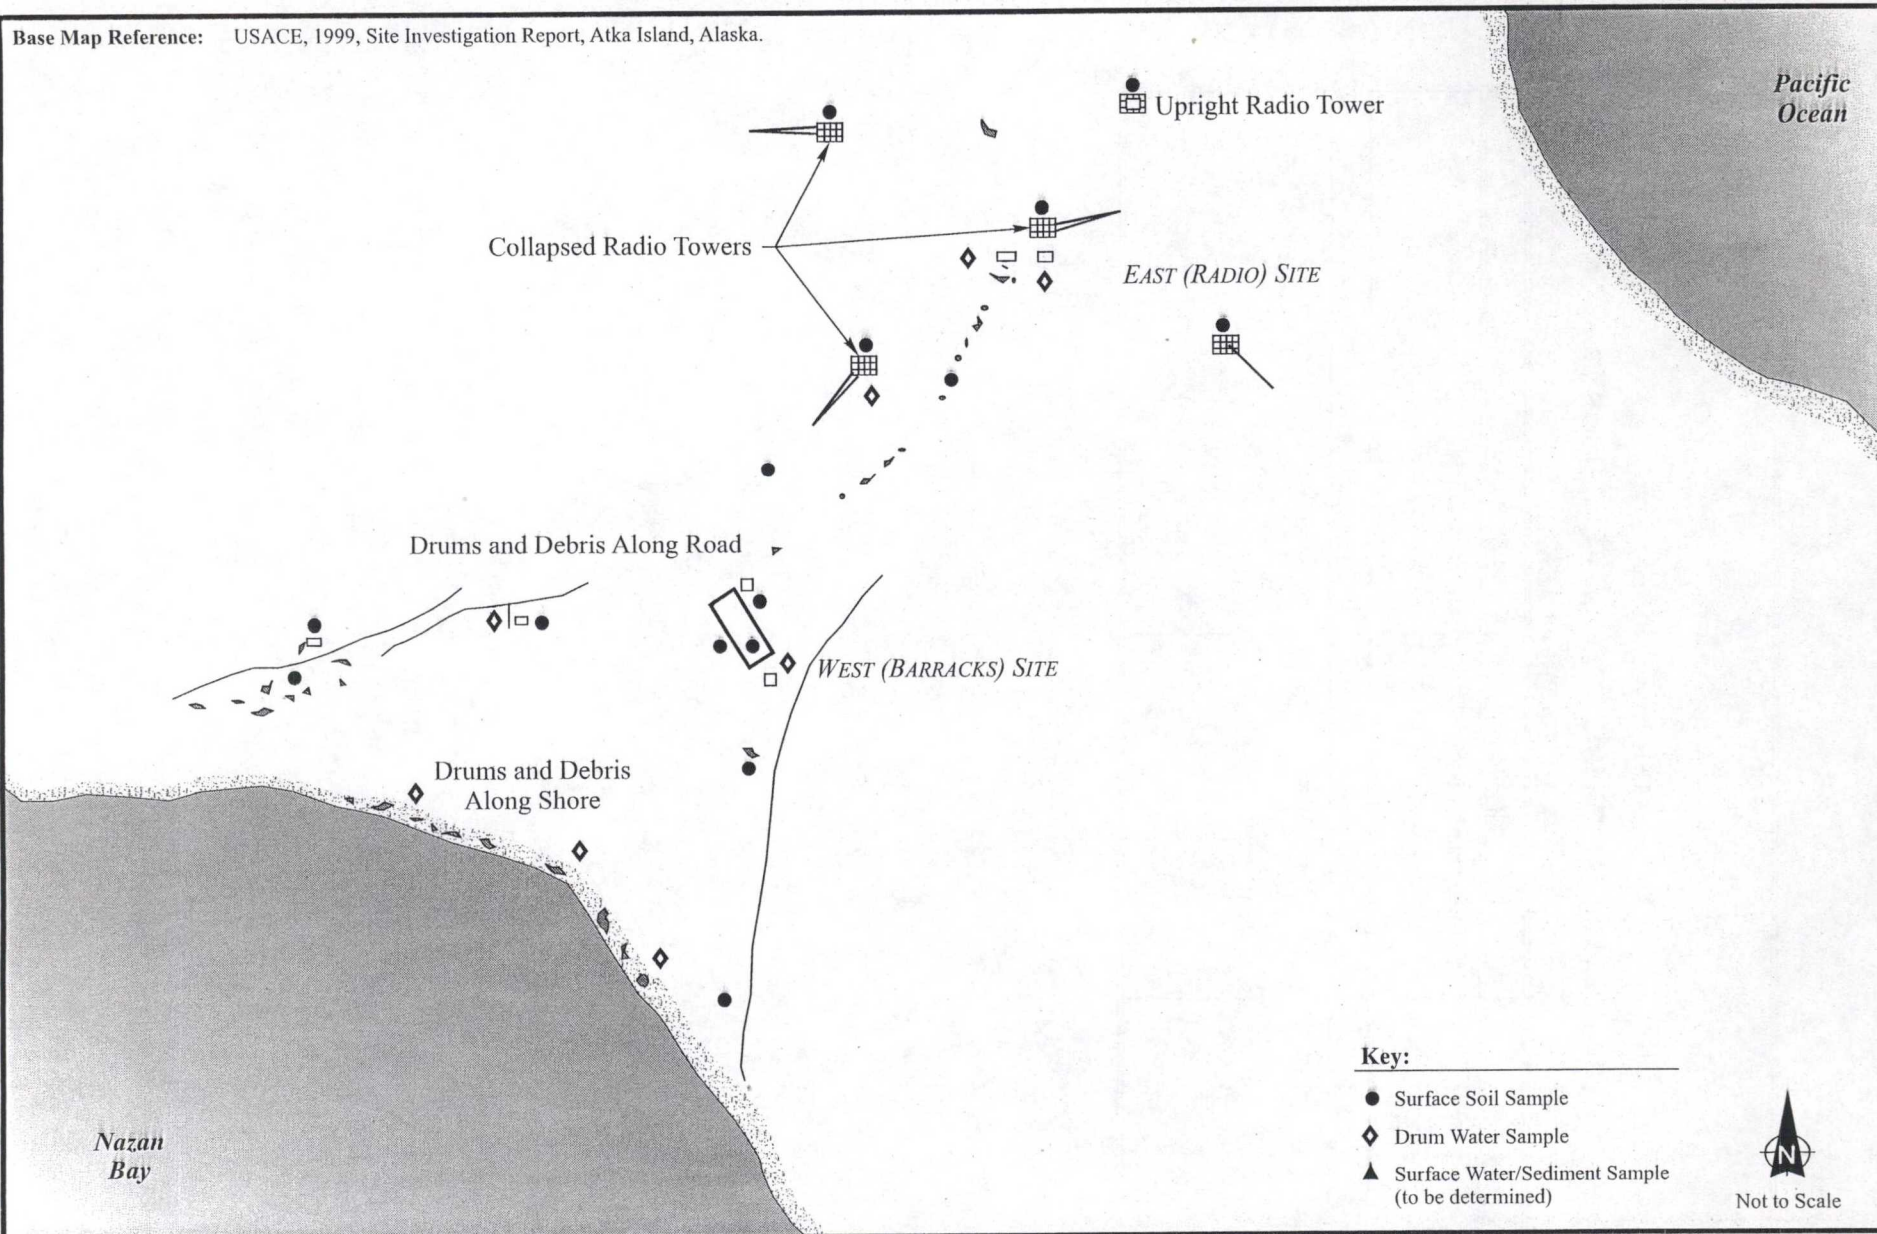 Base Map Reference: USACE, 1999, Site Investigation Report, Atka Island, Alaska.
Pacific
Ocean
Upright Radio Tower
Collapsed Radio Towers
EAST (RADIO) SITE
Drums and Debris Along Road
WEST (BARRACKS) SITE
Drums and Debris
Along Shore
Nazan
Bay
Key:
Surface Soil Sample
Drum Water Sample
Surface Water/Sediment Sample
(to be determined)
N
Not to Scale